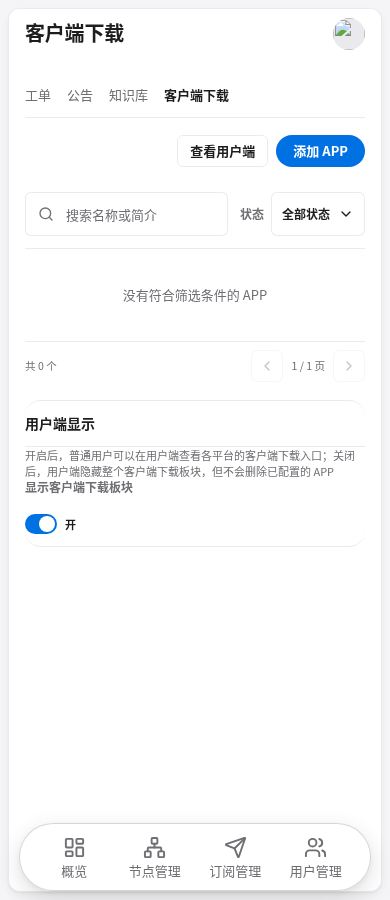 客户端下载
工单 公告 知识库 客户端下载
查看用户端 添加 APP
搜索名称或简介 状态 全部状态
没有符合筛选条件的 APP
共 0 个 1 / 1 页
用户端显示
开启后，普通用户可以在用户端查看各平台的客户端下载入口；关闭
后，用户端隐藏整个客户端下载板块，但不会删除已配置的 APP
显示客户端下载板块
开
概览 节点管理 订阅管理 用户管理